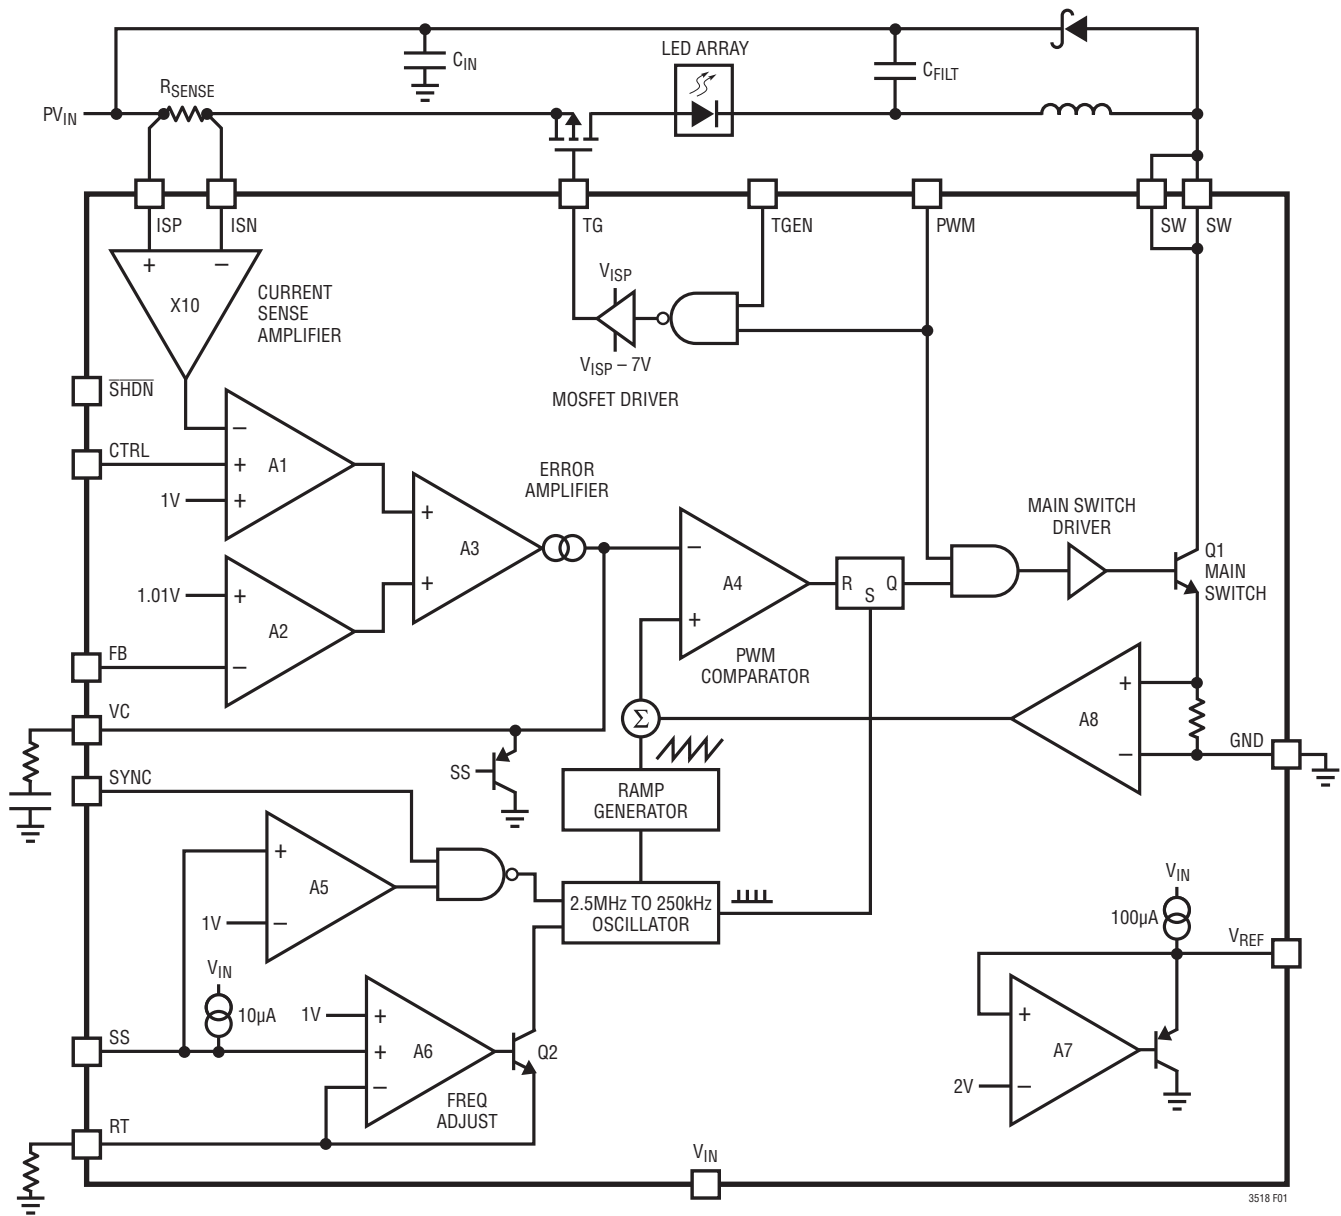 LED ARRAY
C_IN
C_FILT
R_SENSE
PV_IN
ISP
ISN
TG
TGEN
PWM
SW
SW
+
−
X10
CURRENT
SENSE
AMPLIFIER
V_ISP
V_ISP – 7V
MOSFET DRIVER
SHDN
CTRL
1V
−
+
+
A1
ERROR
AMPLIFIER
+
+
A3
1.01V
+
−
A2
FB
VC
−
+
A4
PWM
COMPARATOR
R
S
Q
MAIN SWITCH
DRIVER
Q1
MAIN
SWITCH
+
−
A8
GND
Σ
SS
SYNC
RAMP
GENERATOR
+
−
A5
1V
2.5MHz TO 250kHz
OSCILLATOR
V_IN
10µA
SS
1V
+
+
−
A6
Q2
FREQ
ADJUST
RT
V_IN
100µA
V_REF
+
−
A7
2V
V_IN
3518 F01